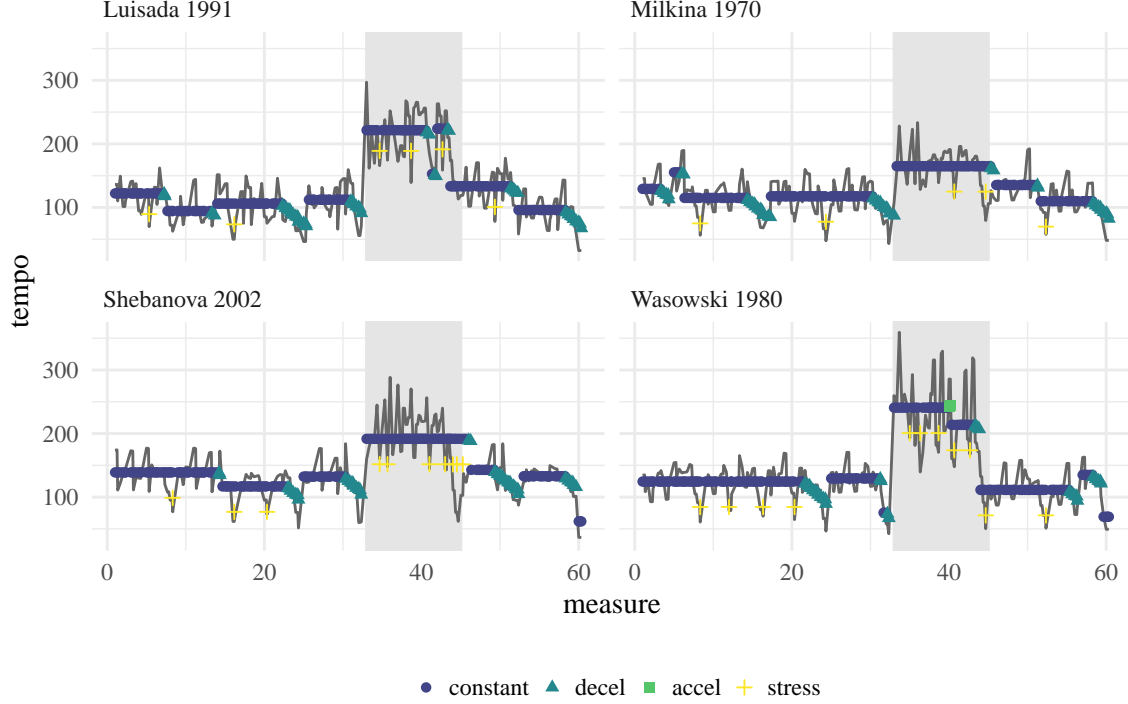 Luisada 1991
Milkina 1970
300
200
100
Shebanova 2002
Wasowski 1980
300
200
100
tempo
0 20 40 60 0 20 40 60
measure
constant decel accel stress